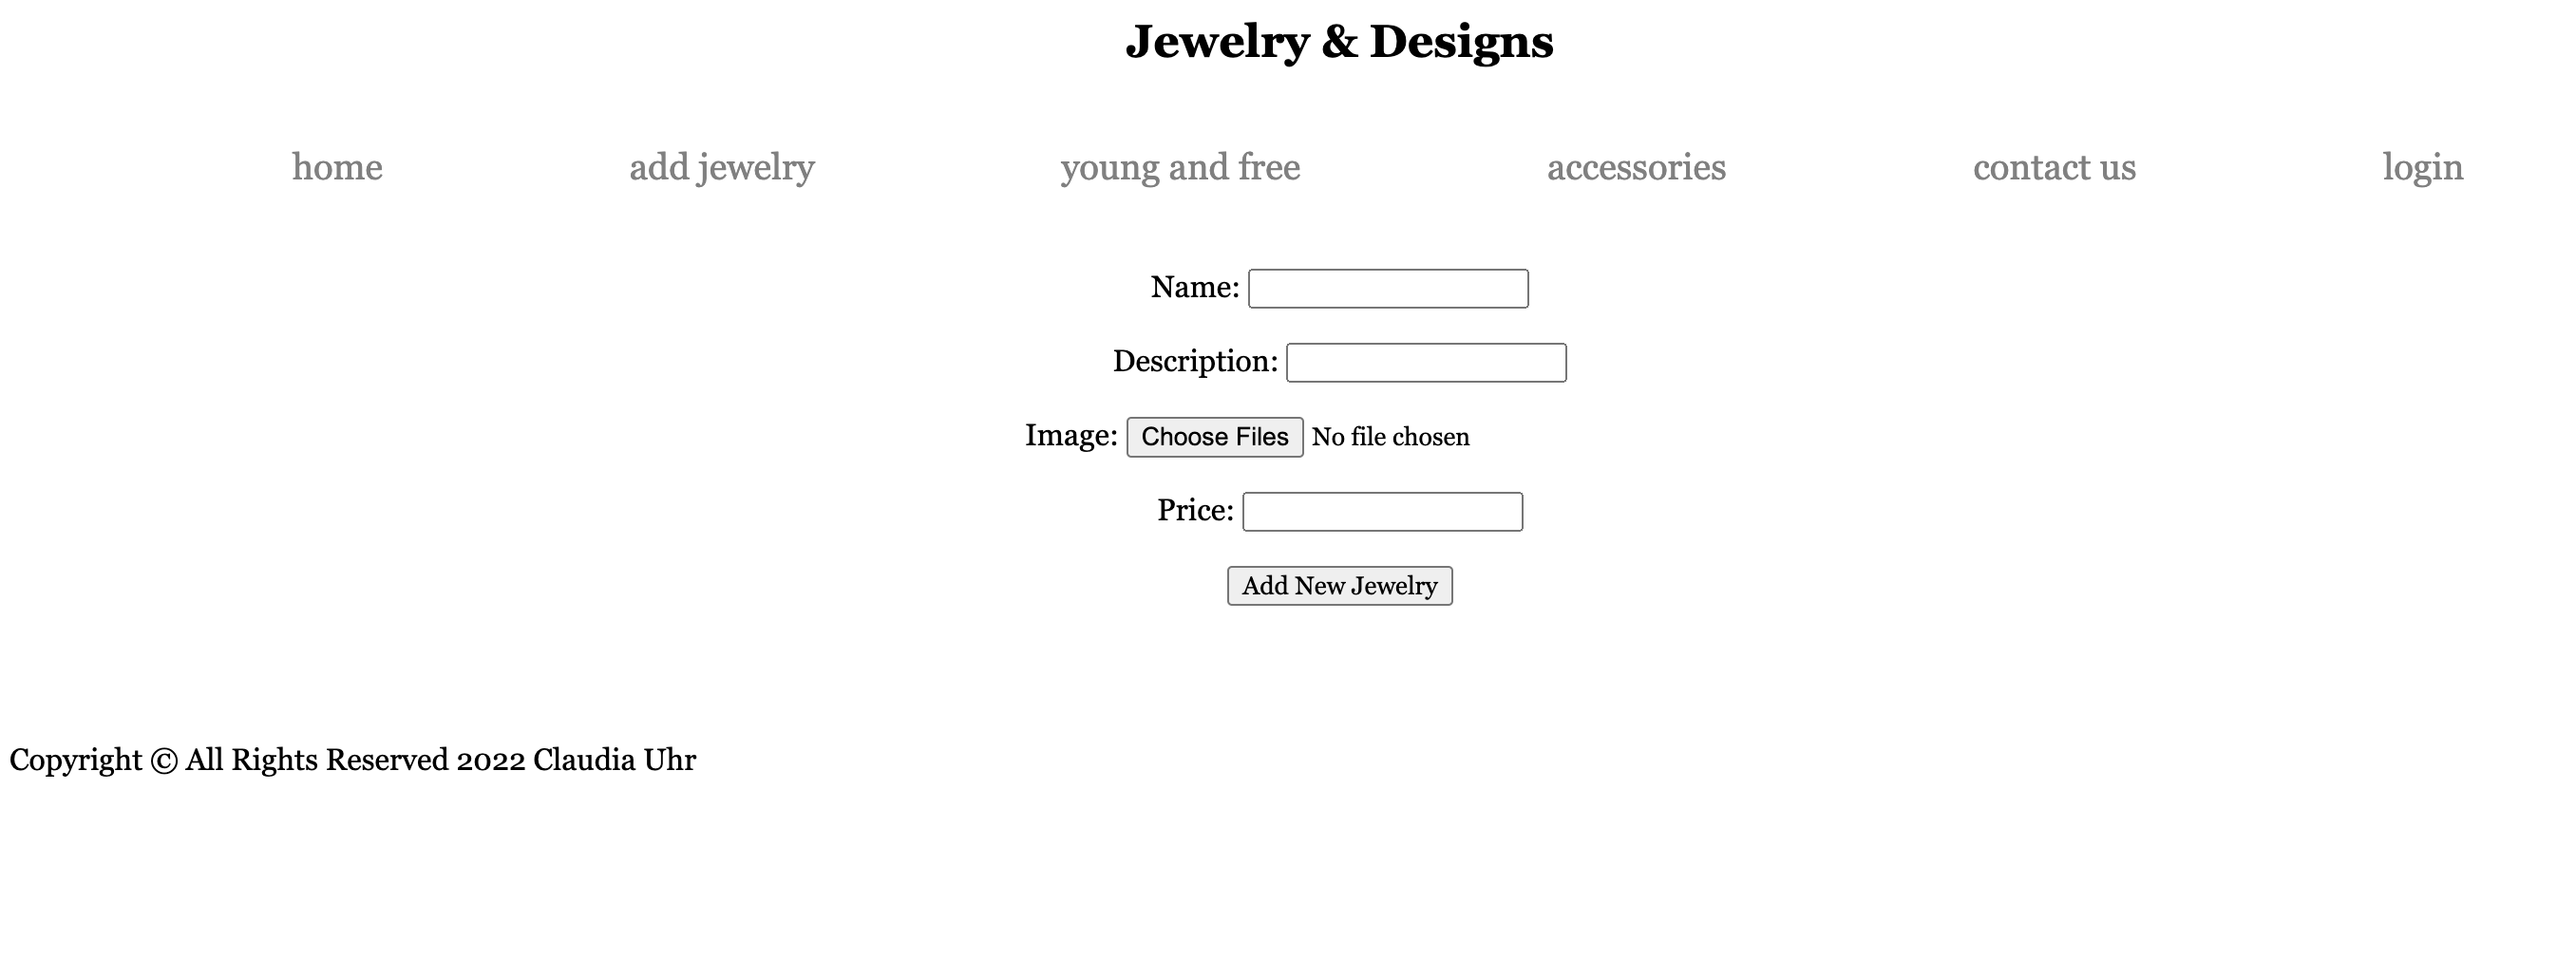 Jewelry & Designs
home add jewelry young and free accessories contact us login
Name:
Description:
Image: Choose Files No file chosen
Price:
Add New Jewelry
Copyright © All Rights Reserved 2022 Claudia Uhr